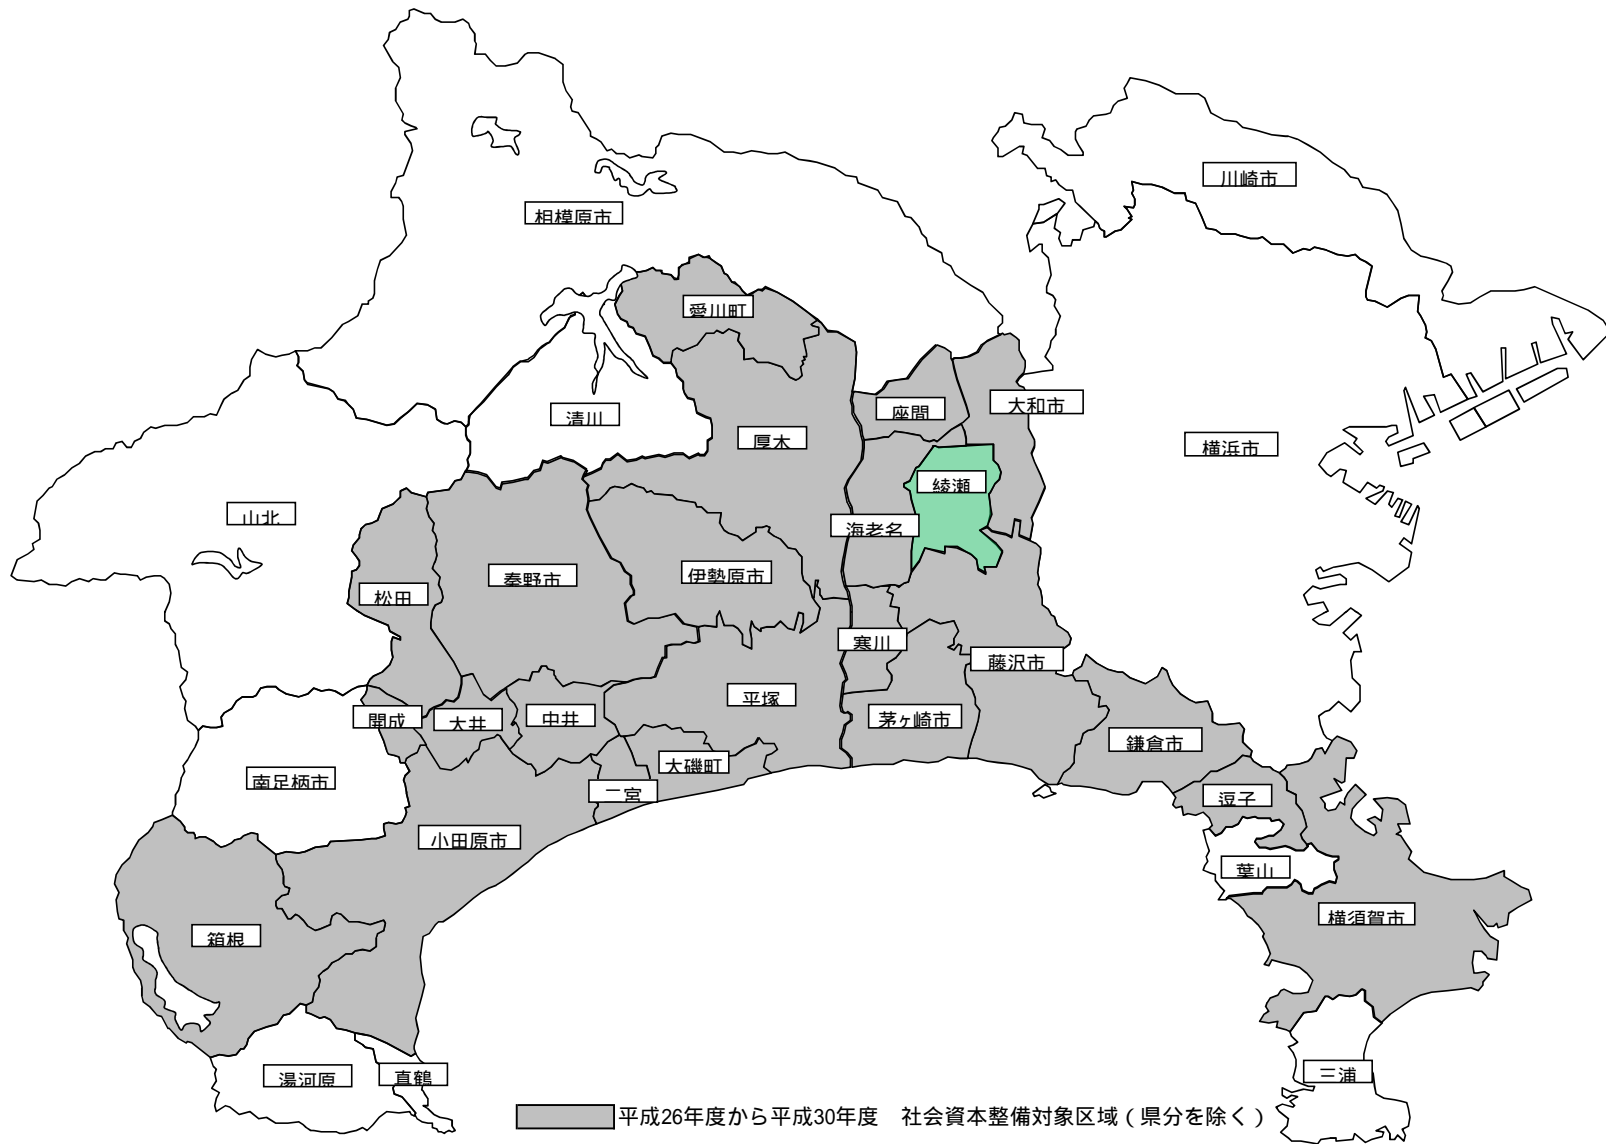 川崎市
相模原市
愛川町
座間
大和市
清川
厚木
横浜市
綾瀬
山北
海老名
伊勢原市
秦野市
松田
寒川
藤沢市
平塚
開成
大井
中井
茅ヶ崎市
鎌倉市
大磯町
南足柄市
二宮
逗子
小田原市
葉山
横須賀市
箱根
湯河原
真鶴
三浦
平成26年度から平成30年度　社会資本整備対象区域（県分を除く）